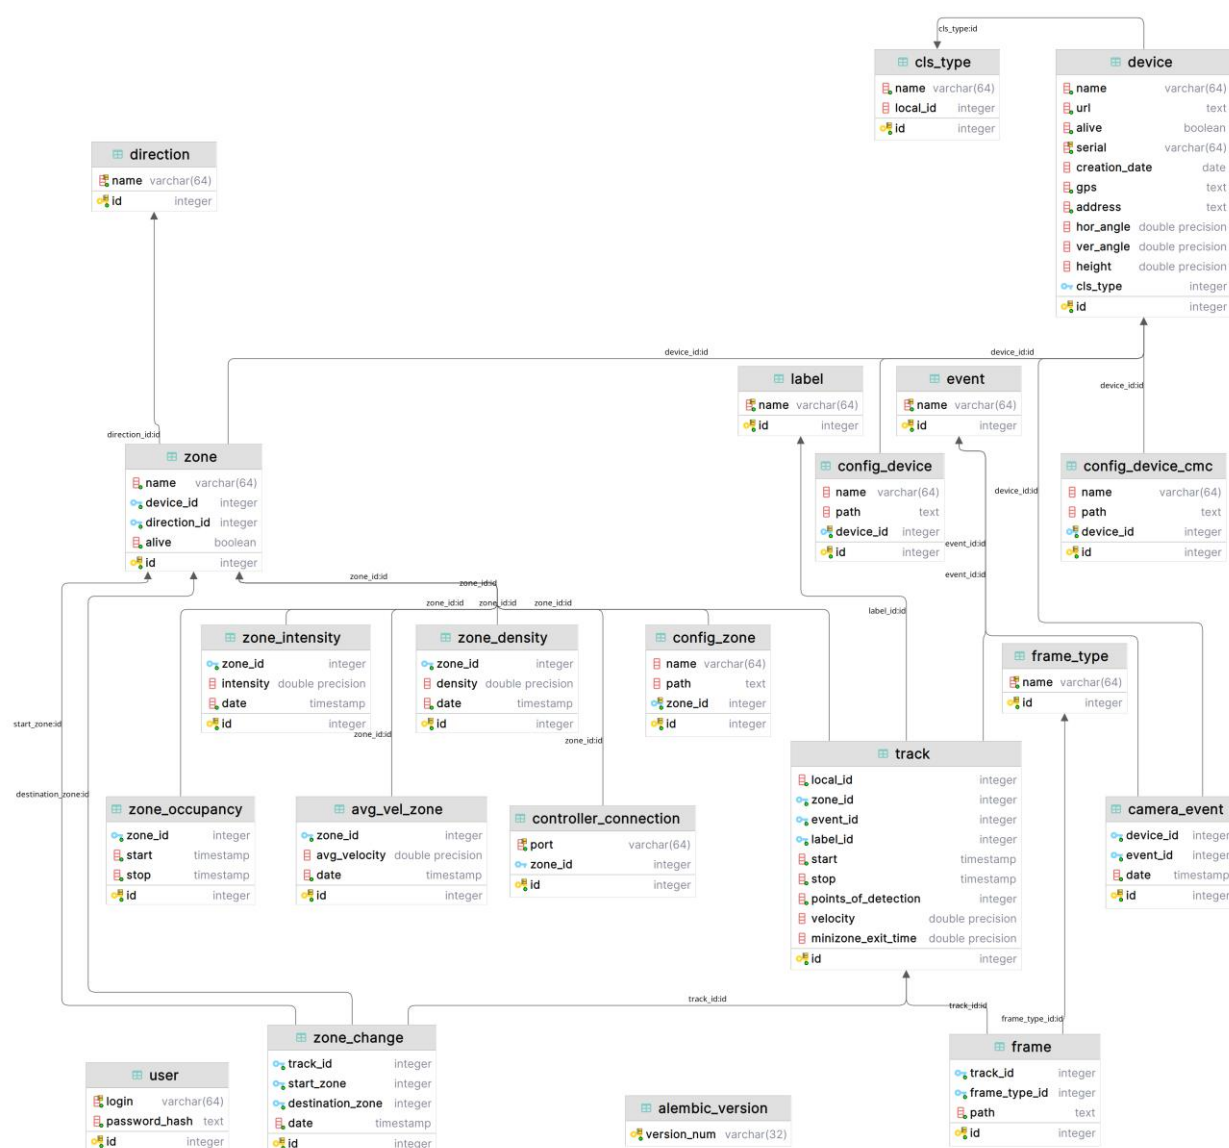 cls_type:id
cls_type
name varchar(64)
local_id integer
id integer
device
name varchar(64)
url text
alive boolean
serial varchar(64)
creation_date date
gps text
address text
hor_angle double precision
ver_angle double precision
height double precision
cls_type integer
id integer
direction
name varchar(64)
id integer
device_id:id
device_id:id
device_id:id
label
name varchar(64)
id integer
event
name varchar(64)
id integer
direction_id:id
zone
name varchar(64)
device_id integer
direction_id integer
alive boolean
id integer
config_device
name varchar(64)
path text
device_id integer
id integer
config_device_cmc
name varchar(64)
path text
device_id integer
id integer
device_id:id
event_id:id
event_id:id
zone_id:id
zone_id:id
zone_id:id
zone_id:id
zone_id:id
label_id:id
zone_intensity
zone_id integer
intensity double precision
date timestamp
id integer
zone_density
zone_id integer
density double precision
date timestamp
id integer
config_zone
name varchar(64)
path text
zone_id integer
id integer
frame_type
name varchar(64)
id integer
start_zone:id
zone_id:id
zone_id:id
destination_zone:id
zone_occupancy
zone_id integer
start timestamp
stop timestamp
id integer
avg_vel_zone
zone_id integer
avg_velocity double precision
date timestamp
id integer
controller_connection
port varchar(64)
zone_id integer
id integer
track
local_id integer
zone_id integer
event_id integer
label_id integer
start timestamp
stop timestamp
points_of_detection integer
velocity double precision
minizone_exit_time double precision
id integer
camera_event
device_id integer
event_id integer
date timestamp
id integer
track_id:id
track_id:id
frame_type_id:id
zone_change
track_id integer
start_zone integer
destination_zone integer
date timestamp
id integer
frame
track_id integer
frame_type_id integer
path text
id integer
user
login varchar(64)
password_hash text
id integer
alembic_version
version_num varchar(32)